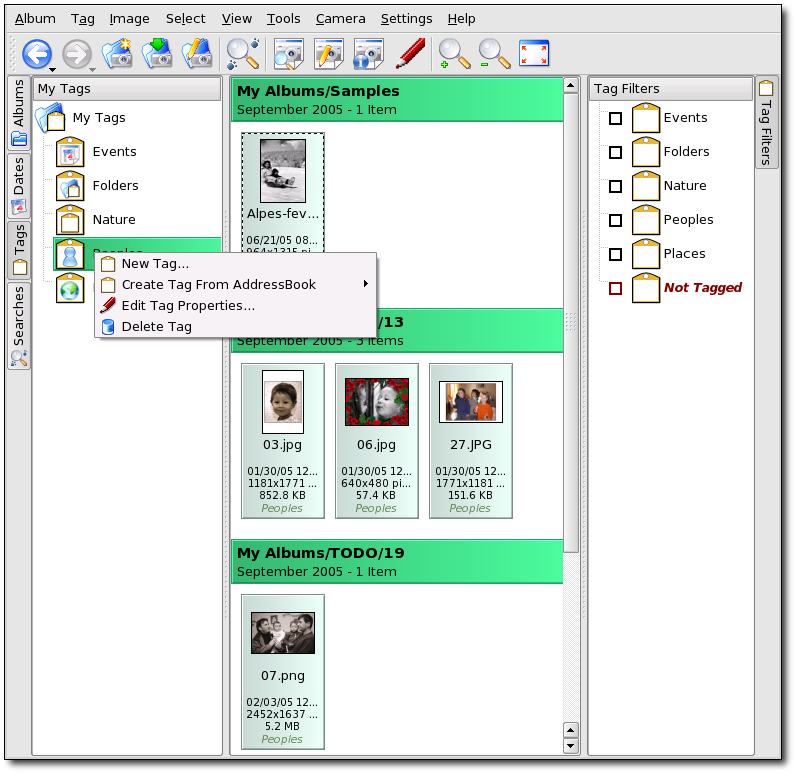 Album Tag Image Select View Tools Camera Settings Help
Albums
Dates
Tags
Searches
My Tags
My Tags
Events
Folders
Nature
Peoples
New Tag...
Create Tag From AddressBook
Edit Tag Properties...
Delete Tag
My Albums/Samples
September 2005 - 1 Item
Alpes-fev...
06/21/05 08...
964x1315 pi...
/13
September 2005 - 3 Items
03.jpg
01/30/05 12...
1181x1771 ...
852.8 KB
Peoples
06.jpg
01/30/05 12...
640x480 pi...
57.4 KB
Peoples
27.JPG
01/30/05 12...
1771x1181 ...
151.6 KB
Peoples
My Albums/TODO/19
September 2005 - 1 Item
07.png
02/03/05 12...
2452x1637 ...
5.2 MB
Peoples
Tag Filters
Events
Folders
Nature
Peoples
Places
Not Tagged
Tag Filters